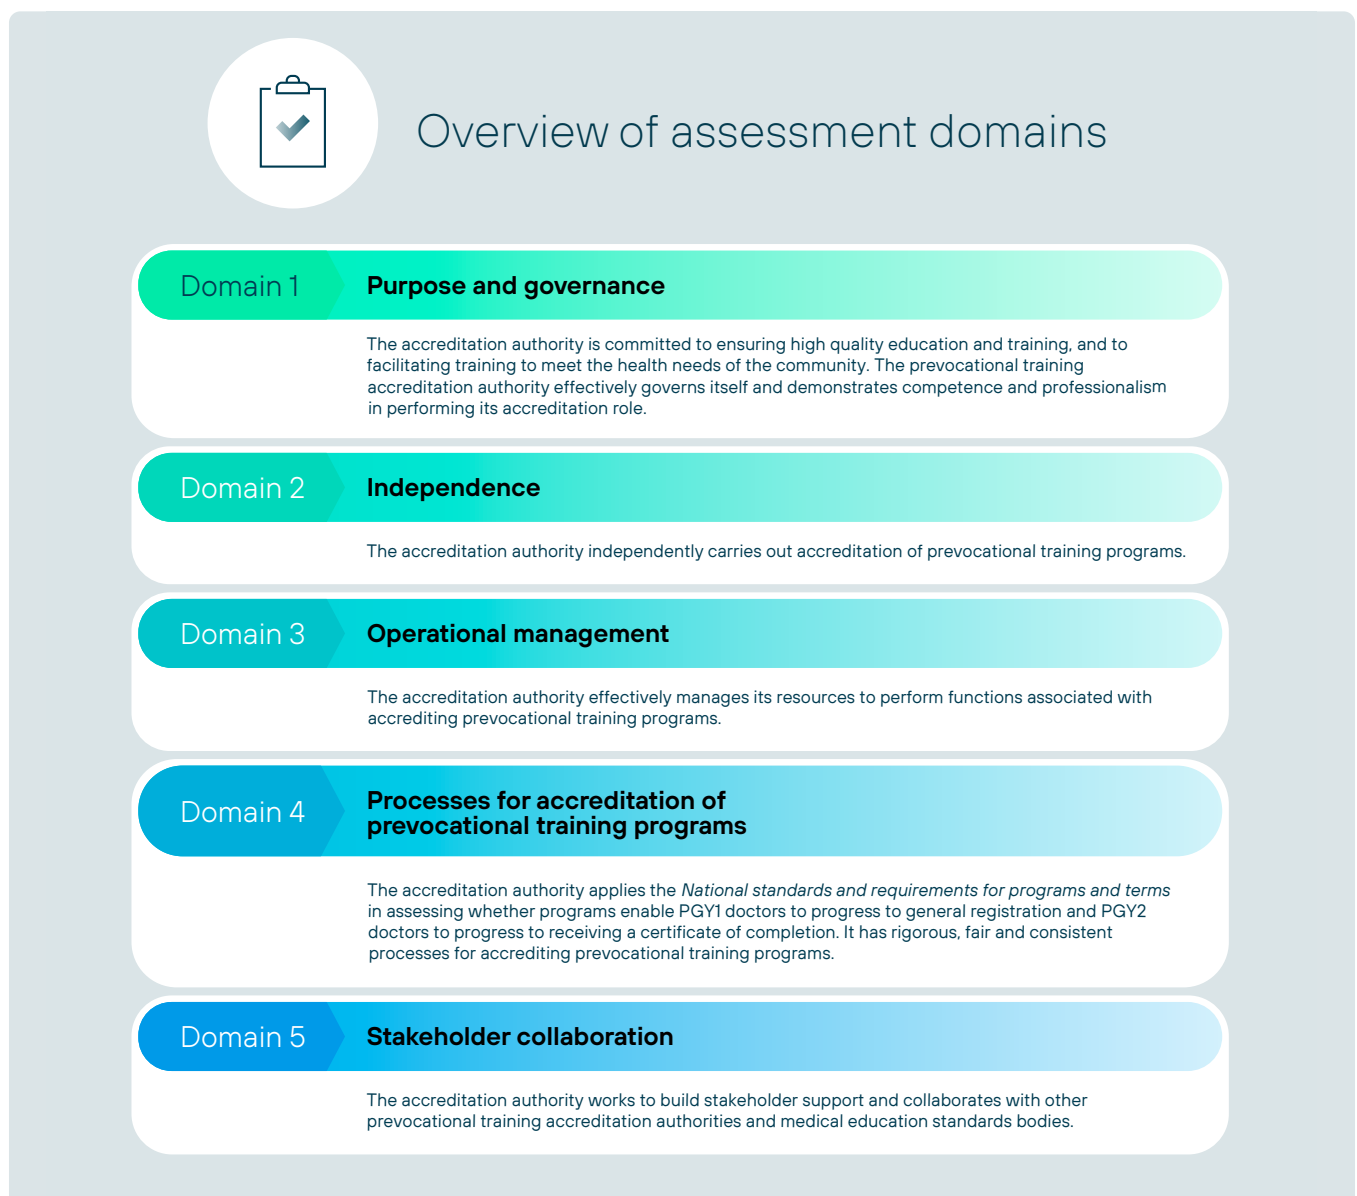 Overview of assessment domains
Domain 1
Purpose and governance
The accreditation authority is committed to ensuring high quality education and training, and to
facilitating training to meet the health needs of the community. The prevocational training
accreditation authority effectively governs itself and demonstrates competence and professionalism
in performing its accreditation role.
Domain 2
Independence
The accreditation authority independently carries out accreditation of prevocational training programs.
Domain 3
Operational management
The accreditation authority effectively manages its resources to perform functions associated with
accrediting prevocational training programs.
Domain 4
Processes for accreditation of
prevocational training programs
The accreditation authority applies the National standards and requirements for programs and terms
in assessing whether programs enable PGY1 doctors to progress to general registration and PGY2
doctors to progress to receiving a certificate of completion. It has rigorous, fair and consistent
processes for accrediting prevocational training programs.
Domain 5
Stakeholder collaboration
The accreditation authority works to build stakeholder support and collaborates with other
prevocational training accreditation authorities and medical education standards bodies.